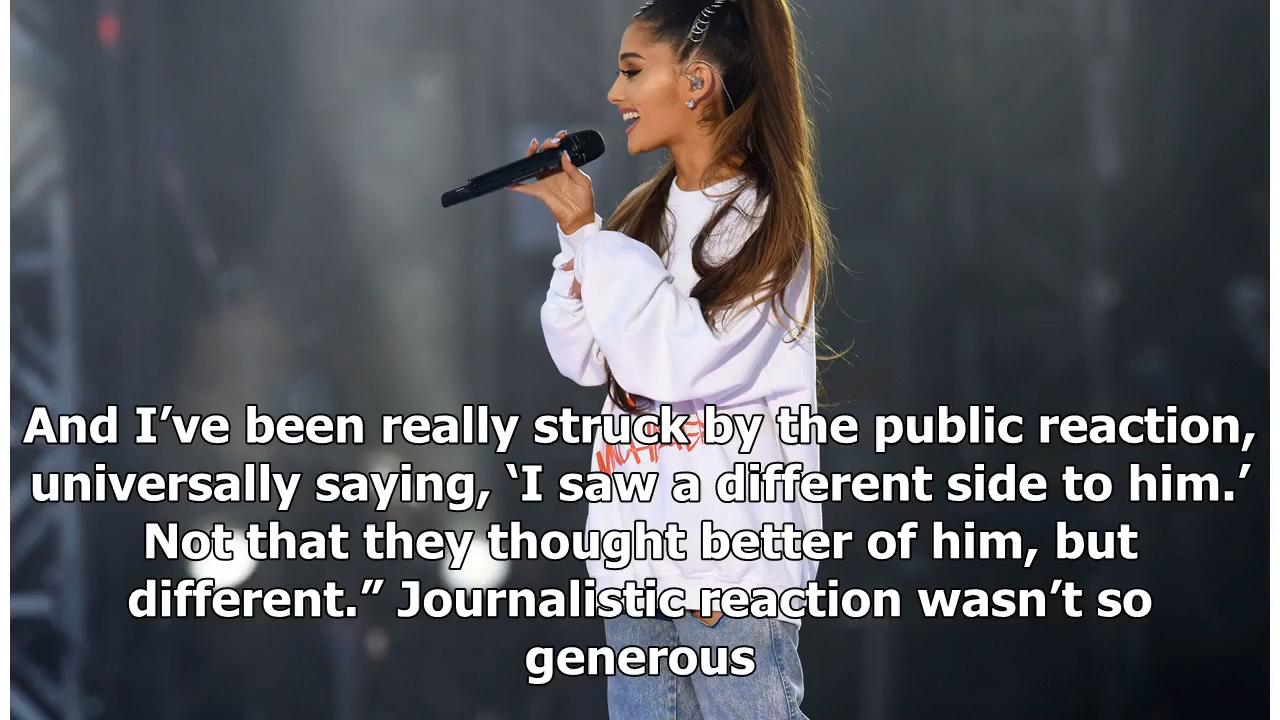 And I’ve been really struck by the public reaction,
universally saying, ‘I saw a different side to him.’
Not that they thought better of him, but
different.” Journalistic reaction wasn’t so
generous